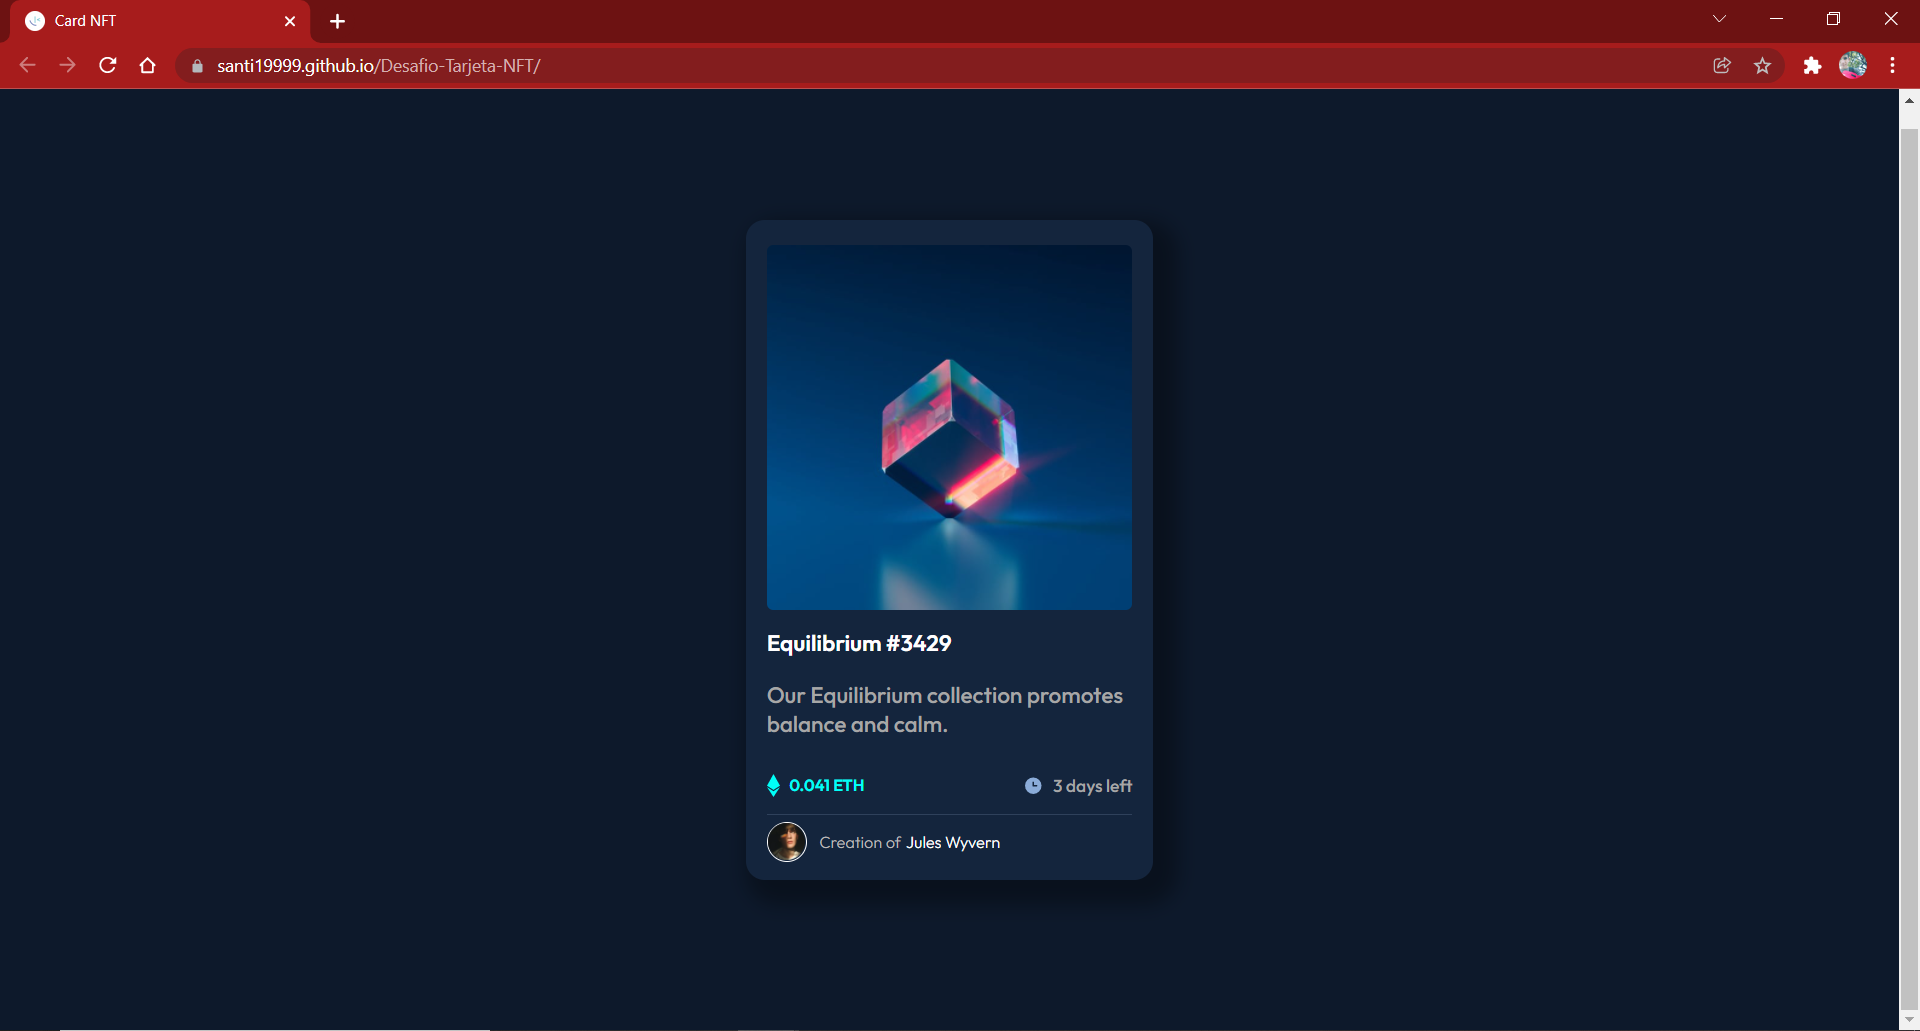 Card NFT
santi19999.github.io/Desafio-Tarjeta-NFT/
Equilibrium #3429
Our Equilibrium collection promotes
balance and calm.
0.041 ETH
3 days left
Creation of Jules Wyvern